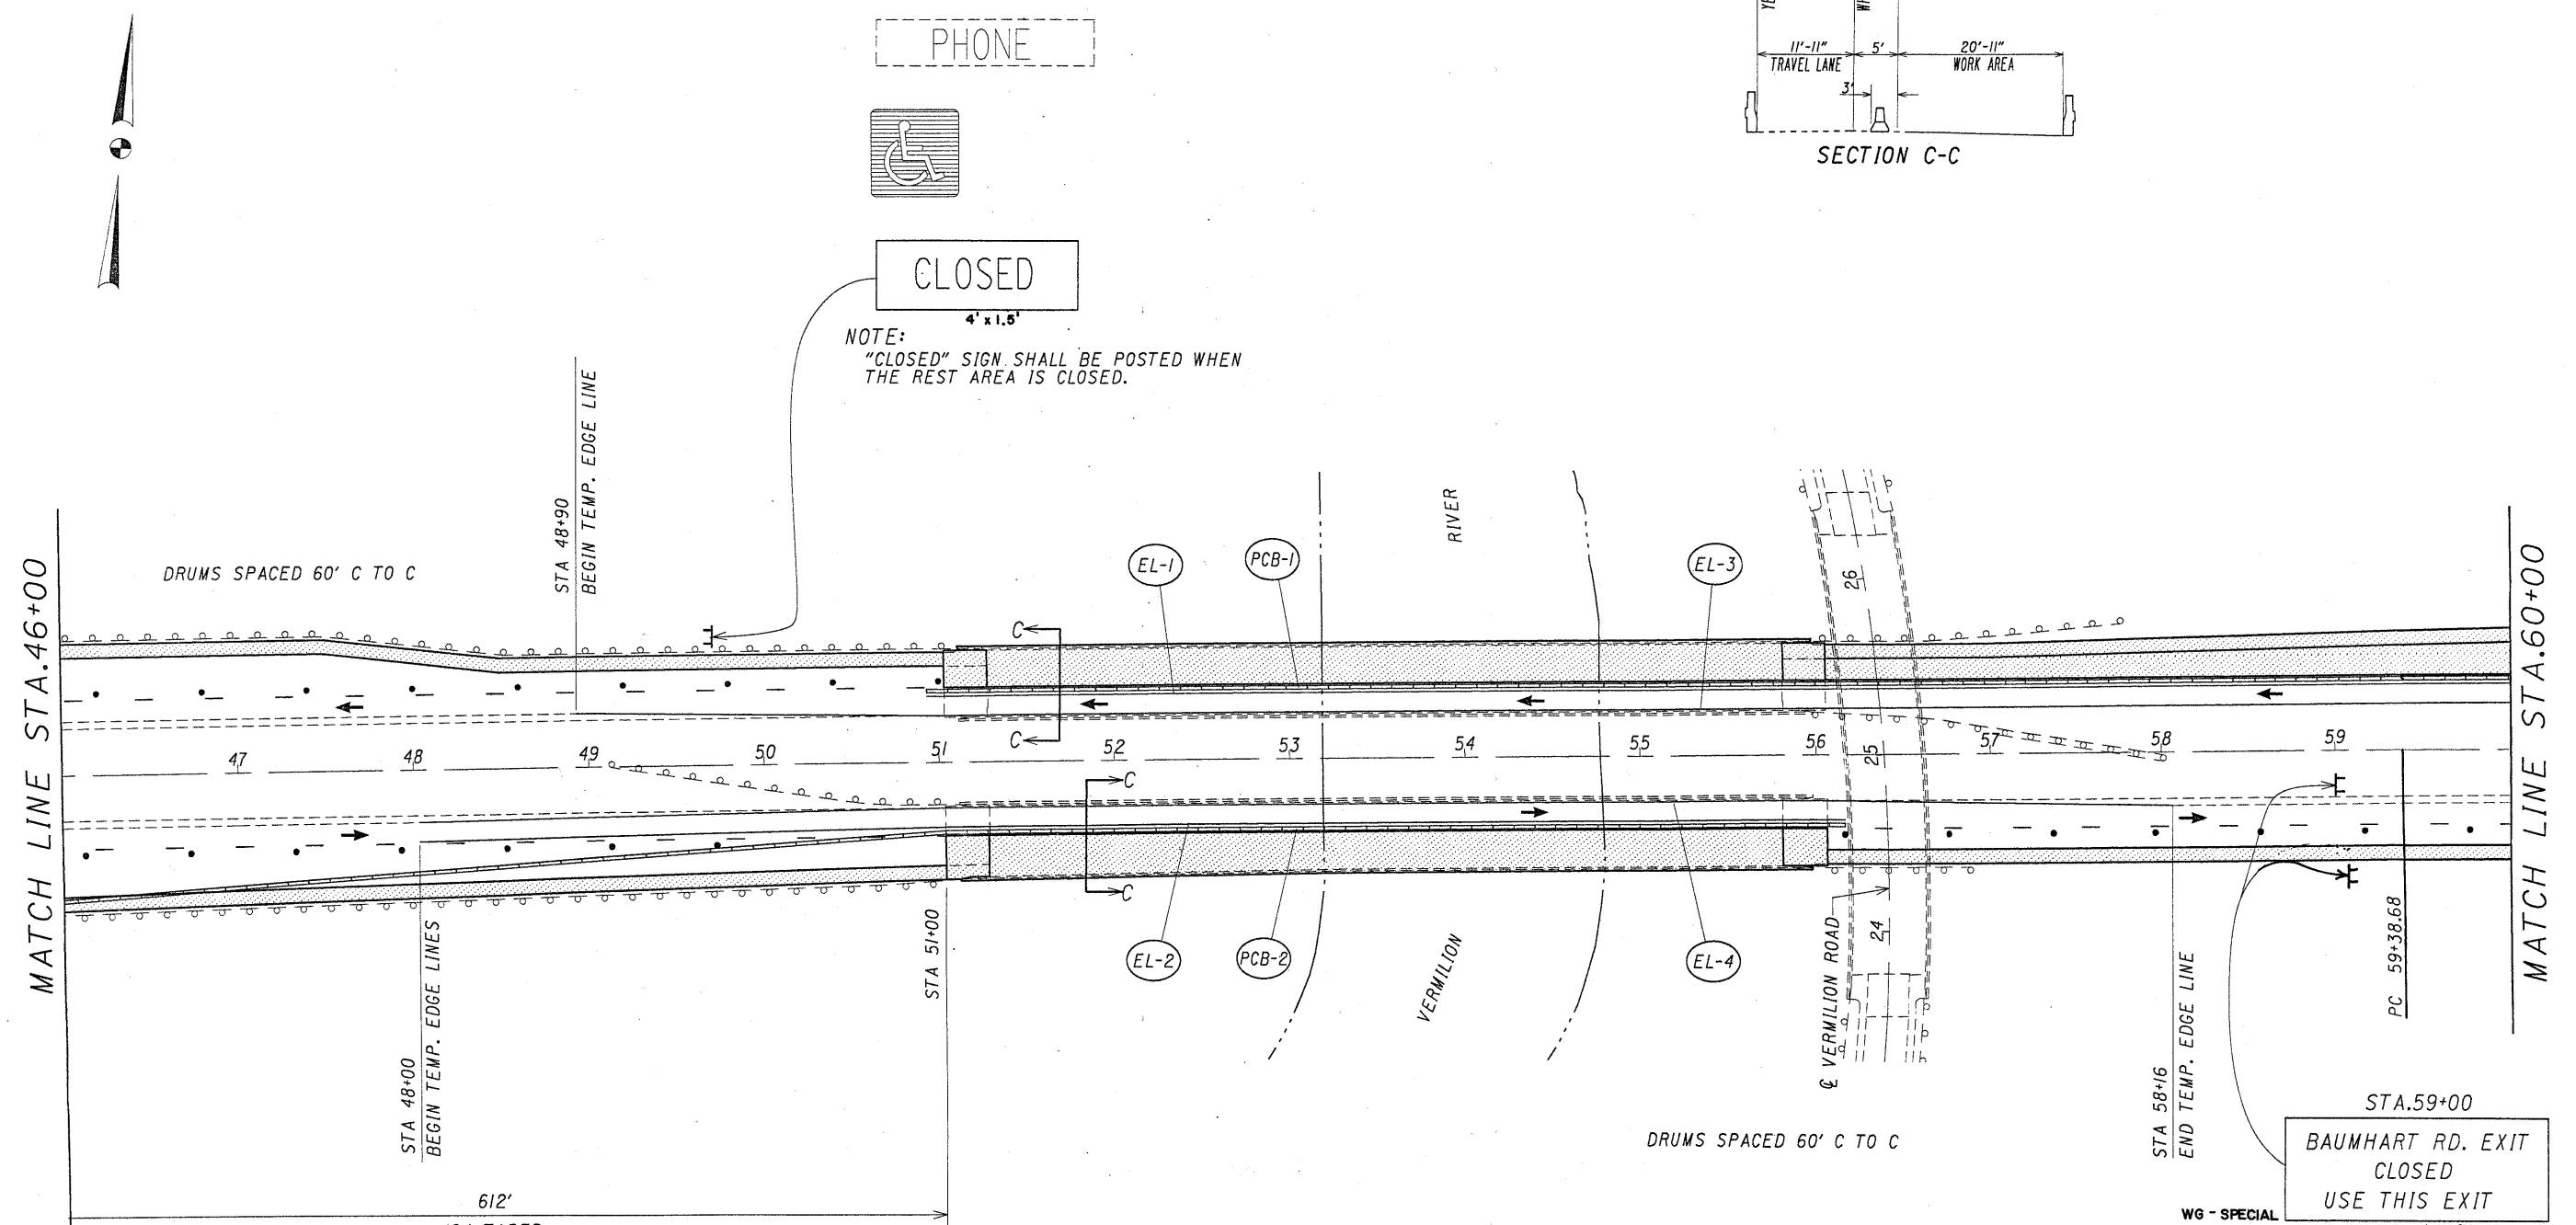 PHONE
11'-11"
5'
20'-11"
TRAVEL LANE
WORK AREA
3'
SECTION C-C
CLOSED
4' x 1.5'
NOTE:
"CLOSED" SIGN SHALL BE POSTED WHEN
THE REST AREA IS CLOSED.
MATCH LINE STA.46+00
DRUMS SPACED 60' C TO C
STA 48+90
BEGIN TEMP. EDGE LINE
EL-1
PCB-1
RIVER
EL-3
26
MATCH LINE STA.60+00
C
C
47
48
49
50
51
52
53
54
55
56
25
57
58
59
C
C
STA 48+00
BEGIN TEMP. EDGE LINES
STA 51+00
EL-2
PCB-2
VERMILION
EL-4
℄ VERMILION ROAD
24
STA 58+16
END TEMP. EDGE LINE
PC 59+38.68
DRUMS SPACED 60' C TO C
STA.59+00
BAUMHART RD. EXIT
CLOSED
USE THIS EXIT
WG - SPECIAL
612'